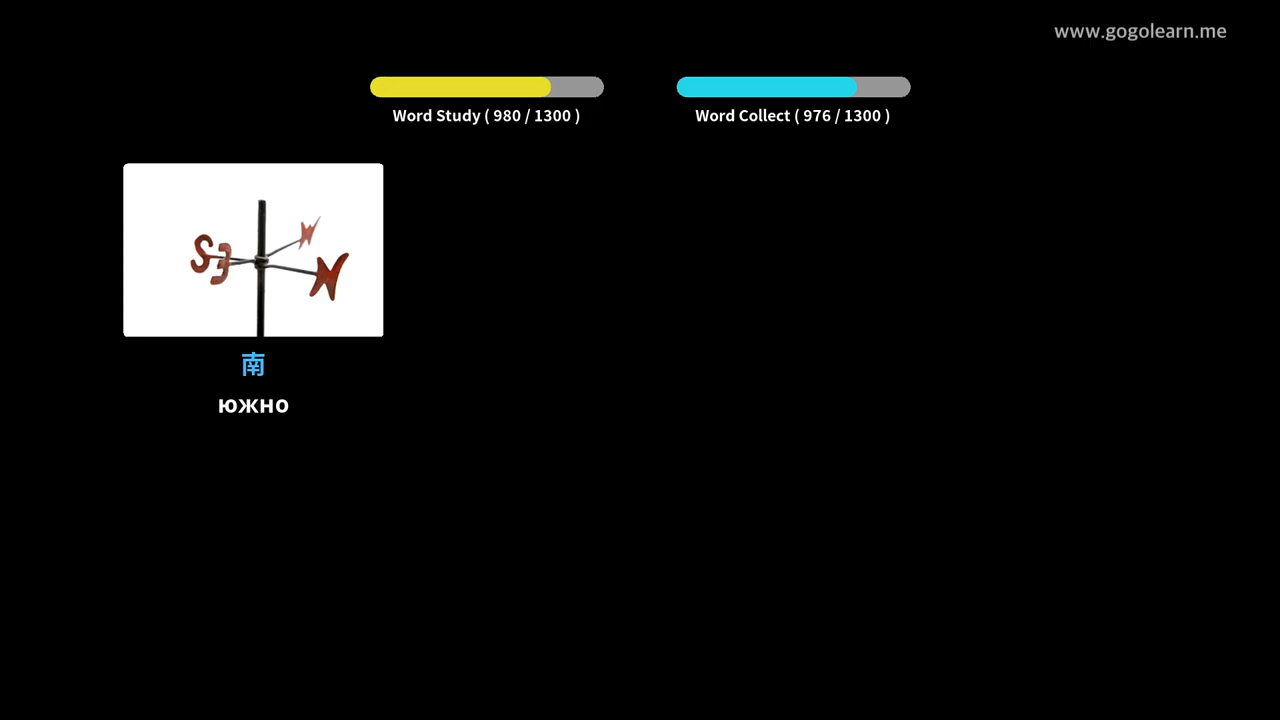 www.gogolearn.me
Word Study ( 980 / 1300 )
Word Collect ( 976 / 1300 )
S E N W
南
южно